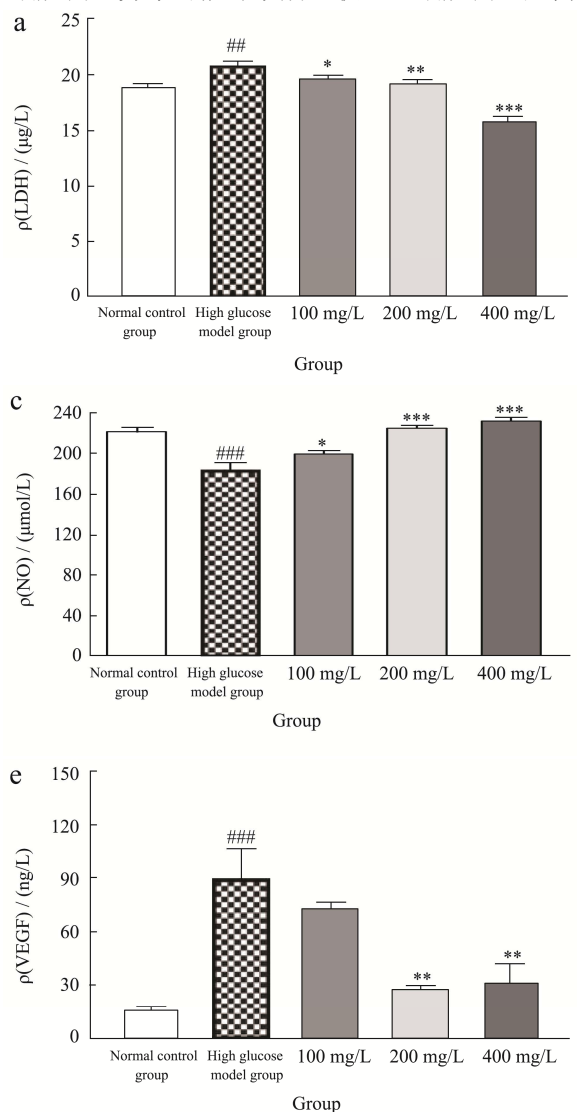 a
##
*
**
***
25
20
15
10
5
0
ρ(LDH) / (μg/L)
Normal control group
High glucose model group
100 mg/L
200 mg/L
400 mg/L
Group
c
###
*
***
***
240
200
160
120
80
40
0
ρ(NO) / (μmol/L)
Normal control group
High glucose model group
100 mg/L
200 mg/L
400 mg/L
Group
e
###
**
**
150
120
90
60
30
0
ρ(VEGF) / (ng/L)
Normal control group
High glucose model group
100 mg/L
200 mg/L
400 mg/L
Group